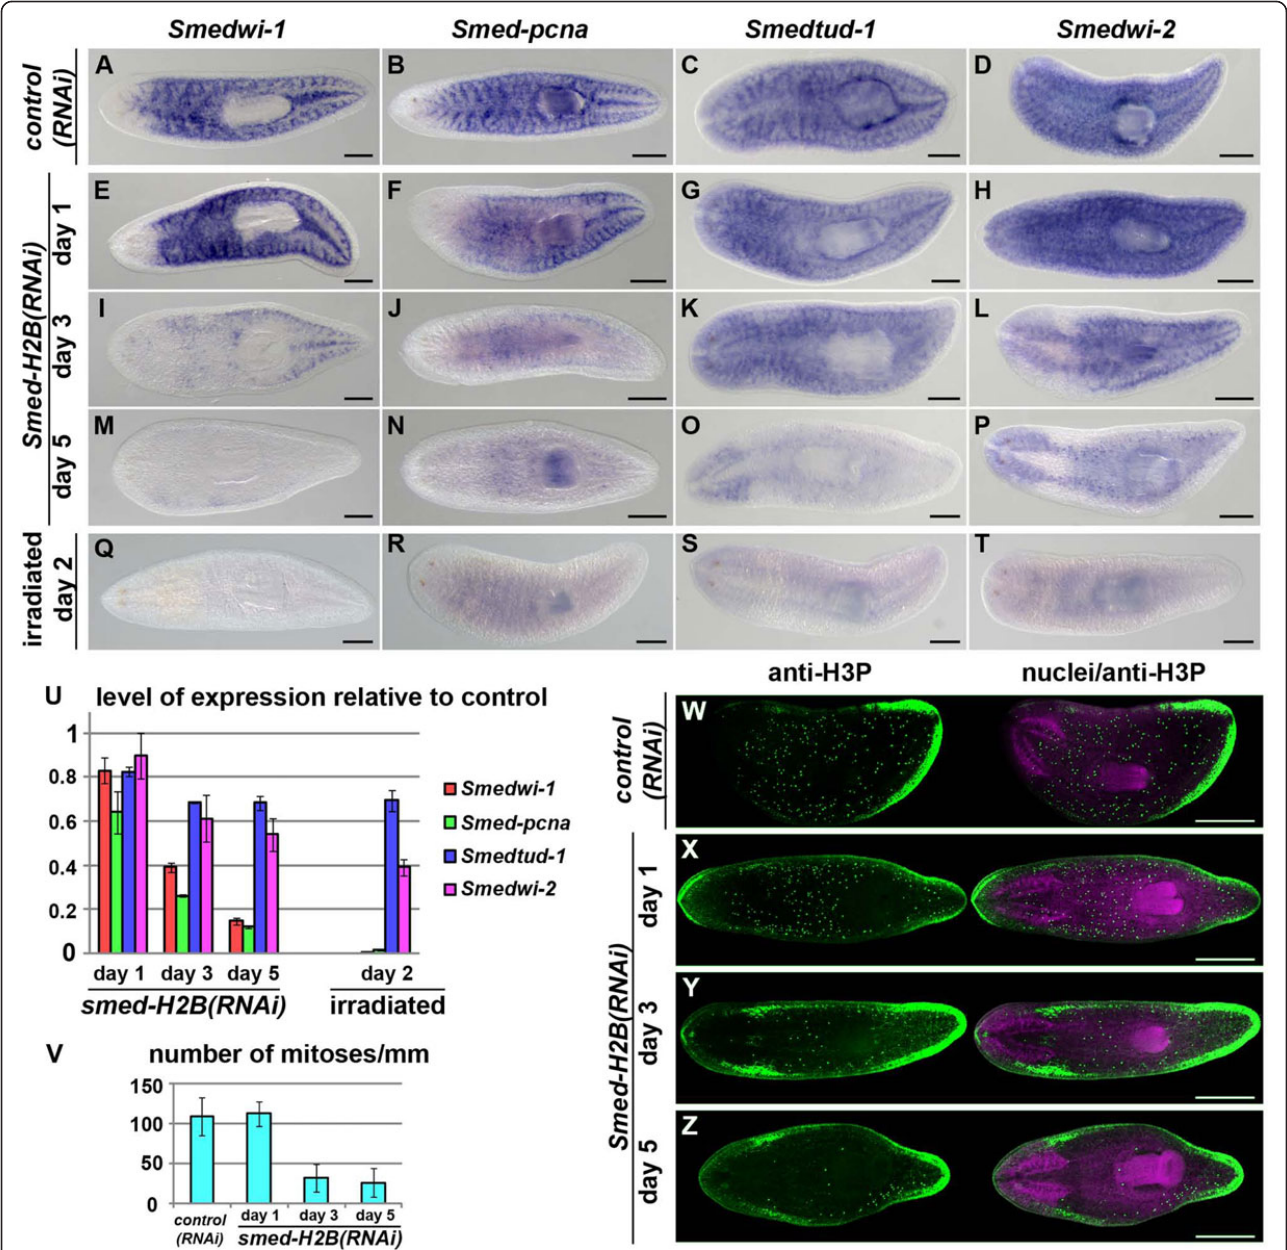 Smedwi-1 Smed-pcna Smedtud-1 Smedwi-2
control
(RNAi)
A B C D
Smed-H2B(RNAi)
day 1
E F G H
day 3
I J K L
day 5
M N O P
irradiated
day 2
Q R S T
U level of expression relative to control
1
0.8
0.6
0.4
0.2
0
Smedwi-1
Smed-pcna
Smedtud-1
Smedwi-2
day 1 day 3 day 5 day 2
smed-H2B(RNAi) irradiated
V number of mitoses/mm
150
100
50
0
control
(RNAi)
day 1 day 3 day 5
smed-H2B(RNAi)
anti-H3P nuclei/anti-H3P
control
(RNAi)
W
Smed-H2B(RNAi)
day 1
X
day 3
Y
day 5
Z